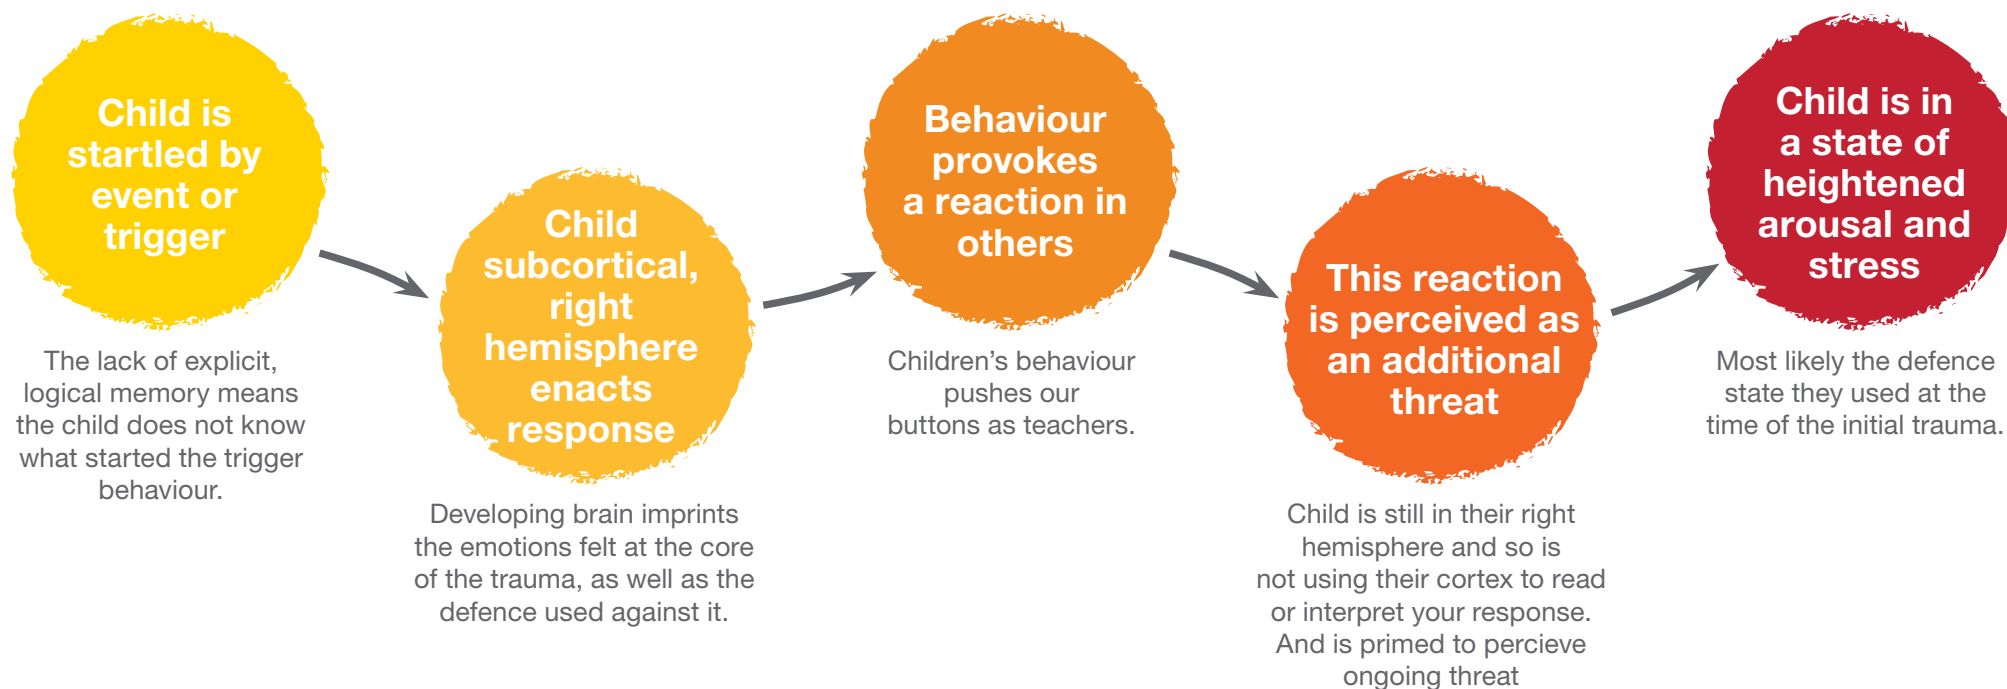 Child is
startled by
event or
trigger
The lack of explicit,
logical memory means
the child does not know
what started the trigger
behaviour.
Child
subcortical,
right
hemisphere
enacts
response
Developing brain imprints
the emotions felt at the core
of the trauma, as well as the
defence used against it.
Behaviour
provokes
a reaction in
others
Children’s behaviour
pushes our
buttons as teachers.
This reaction
is perceived as
an additional
threat
Child is still in their right
hemisphere and so is
not using their cortex to read
or interpret your response.
And is primed to percieve
ongoing threat
Child is in
a state of
heightened
arousal and
stress
Most likely the defence
state they used at the
time of the initial trauma.